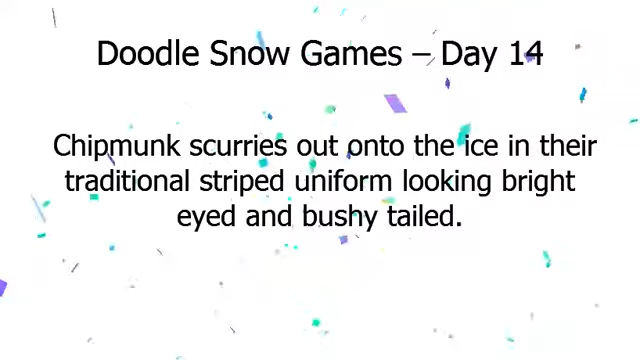 Doodle Snow Games – Day 14
Chipmunk scurries out onto the ice in their
traditional striped uniform looking bright
eyed and bushy tailed.